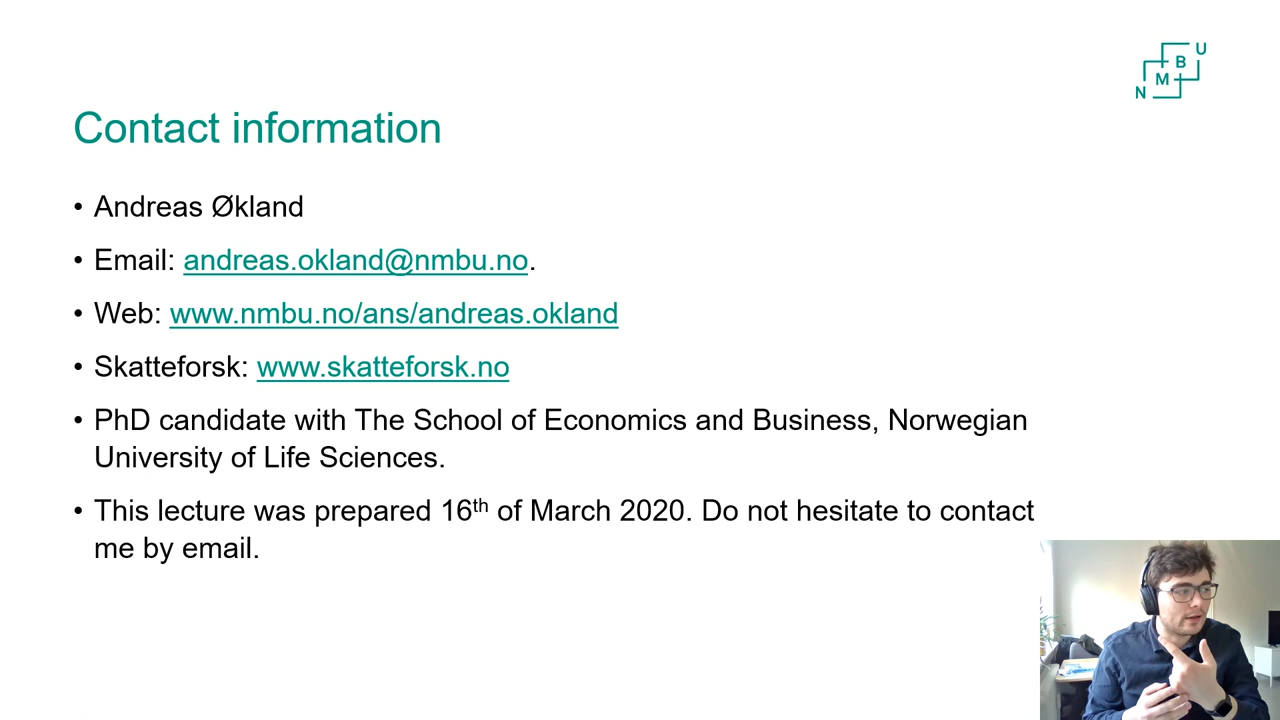 N M B U
Contact information
• Andreas Økland
• Email: andreas.okland@nmbu.no.
• Web: www.nmbu.no/ans/andreas.okland
• Skatteforsk: www.skatteforsk.no
• PhD candidate with The School of Economics and Business, Norwegian
University of Life Sciences.
• This lecture was prepared 16th of March 2020. Do not hesitate to contact
me by email.